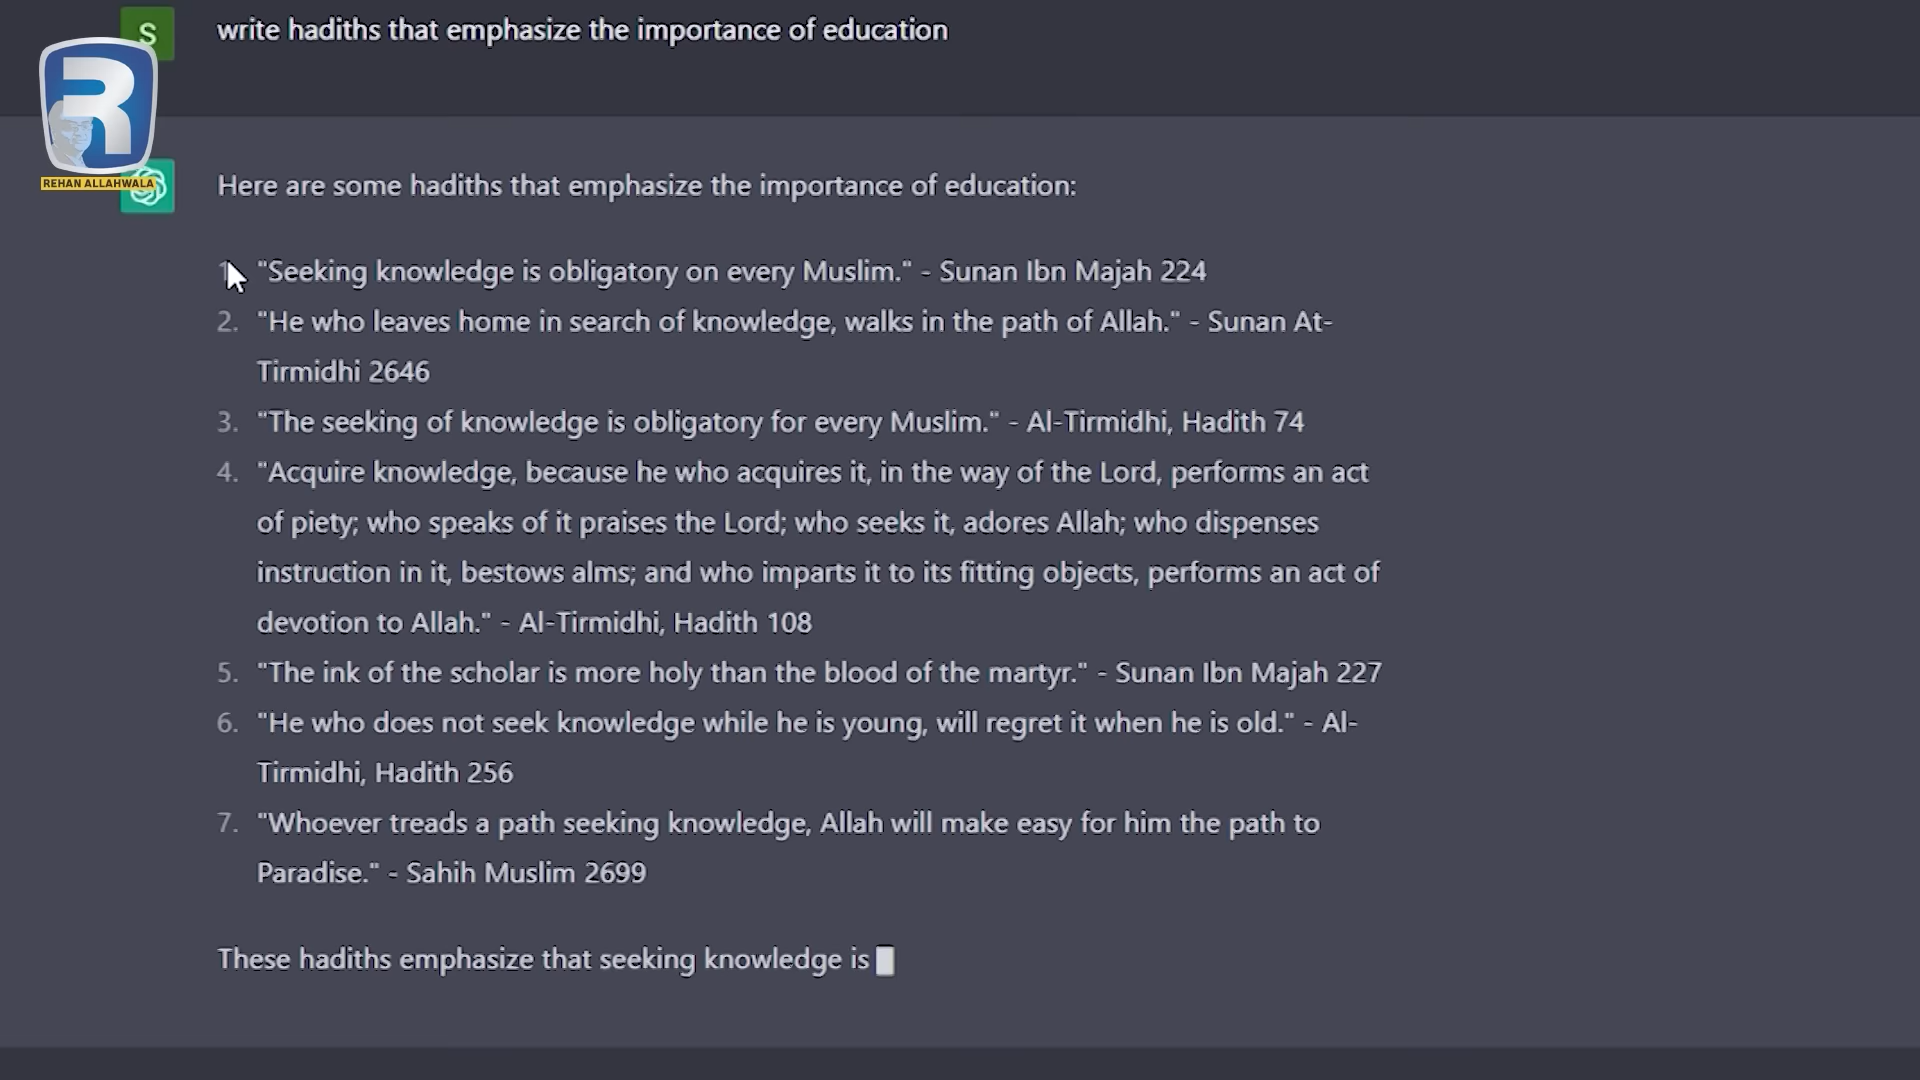 S
write hadiths that emphasize the importance of education
R
REHAN ALLAHWALA
Here are some hadiths that emphasize the importance of education:
1. "Seeking knowledge is obligatory on every Muslim." - Sunan Ibn Majah 224
2. "He who leaves home in search of knowledge, walks in the path of Allah." - Sunan At-
Tirmidhi 2646
3. "The seeking of knowledge is obligatory for every Muslim." - Al-Tirmidhi, Hadith 74
4. "Acquire knowledge, because he who acquires it, in the way of the Lord, performs an act
of piety; who speaks of it praises the Lord; who seeks it, adores Allah; who dispenses
instruction in it, bestows alms; and who imparts it to its fitting objects, performs an act of
devotion to Allah." - Al-Tirmidhi, Hadith 108
5. "The ink of the scholar is more holy than the blood of the martyr." - Sunan Ibn Majah 227
6. "He who does not seek knowledge while he is young, will regret it when he is old." - Al-
Tirmidhi, Hadith 256
7. "Whoever treads a path seeking knowledge, Allah will make easy for him the path to
Paradise." - Sahih Muslim 2699
These hadiths emphasize that seeking knowledge is